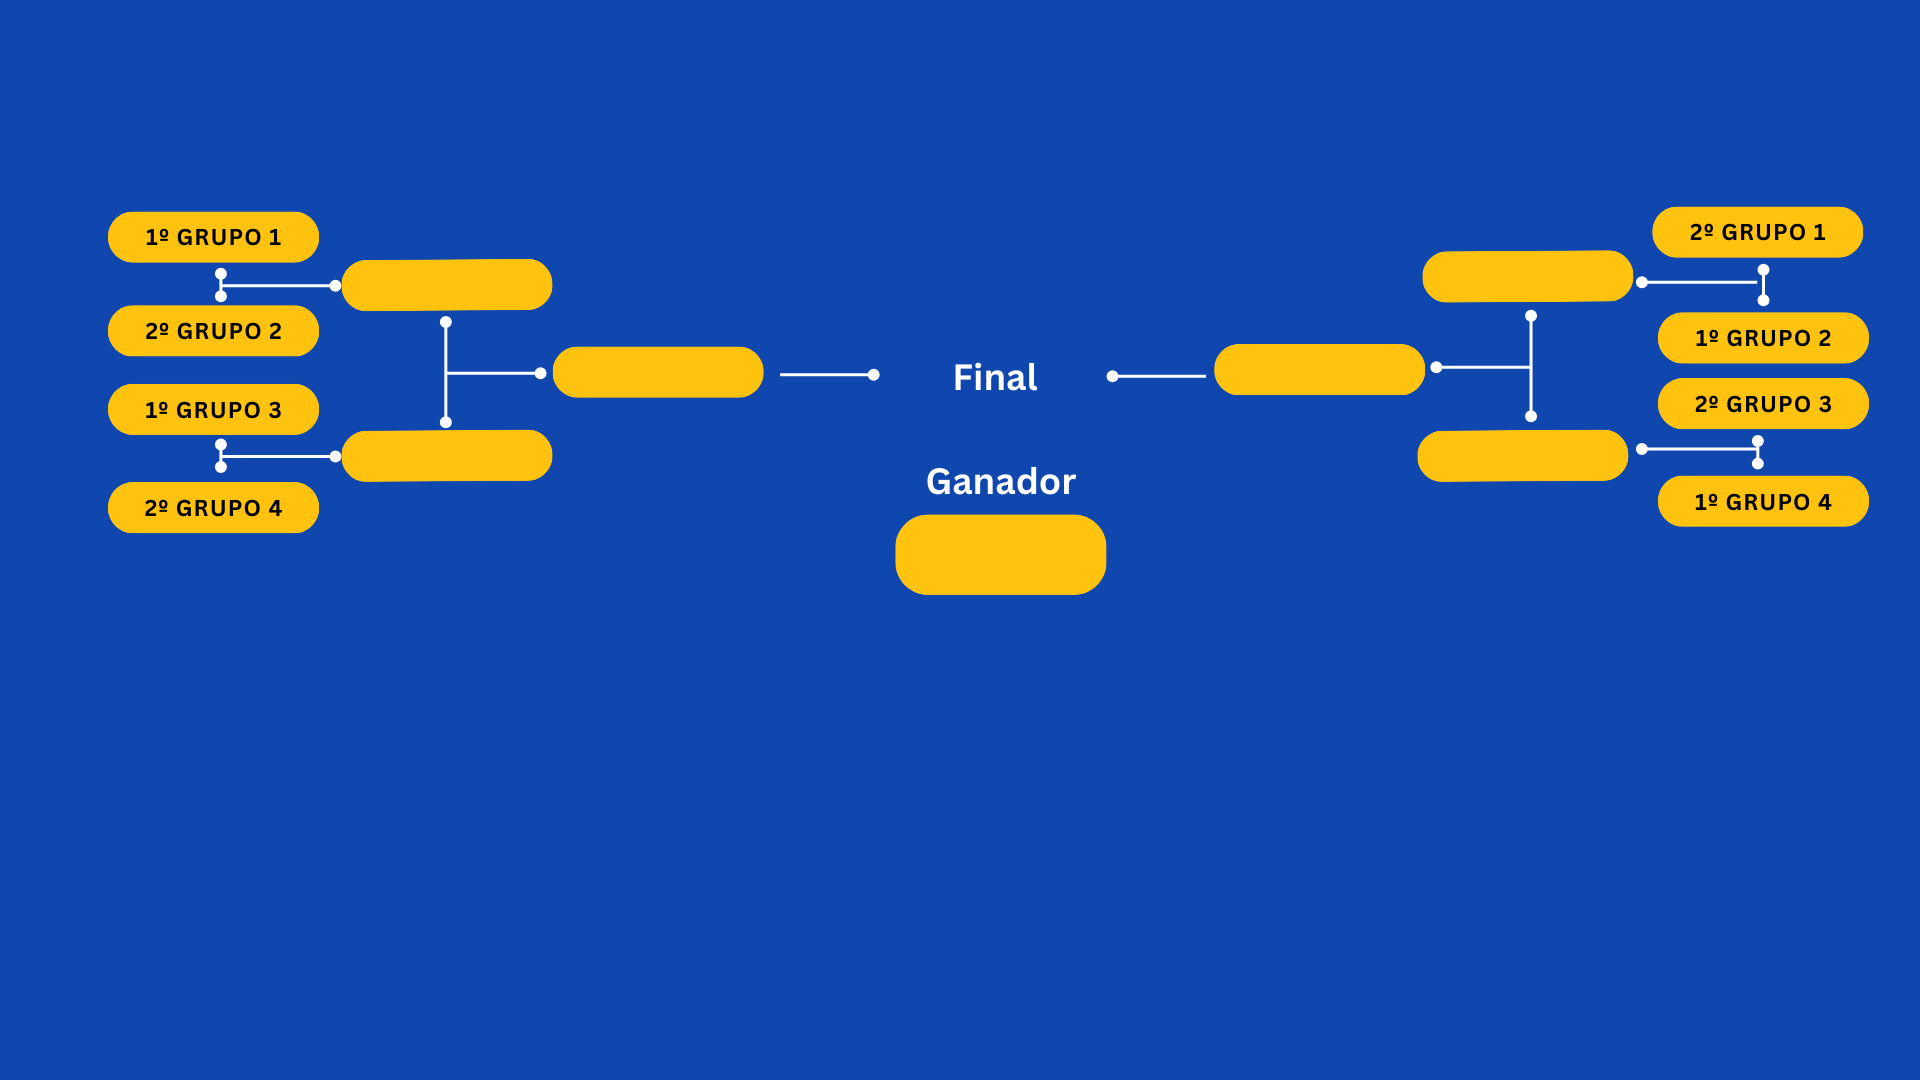 1º GRUPO 1
2º GRUPO 2
1º GRUPO 3
2º GRUPO 4
Final
Ganador
2º GRUPO 1
1º GRUPO 2
2º GRUPO 3
1º GRUPO 4